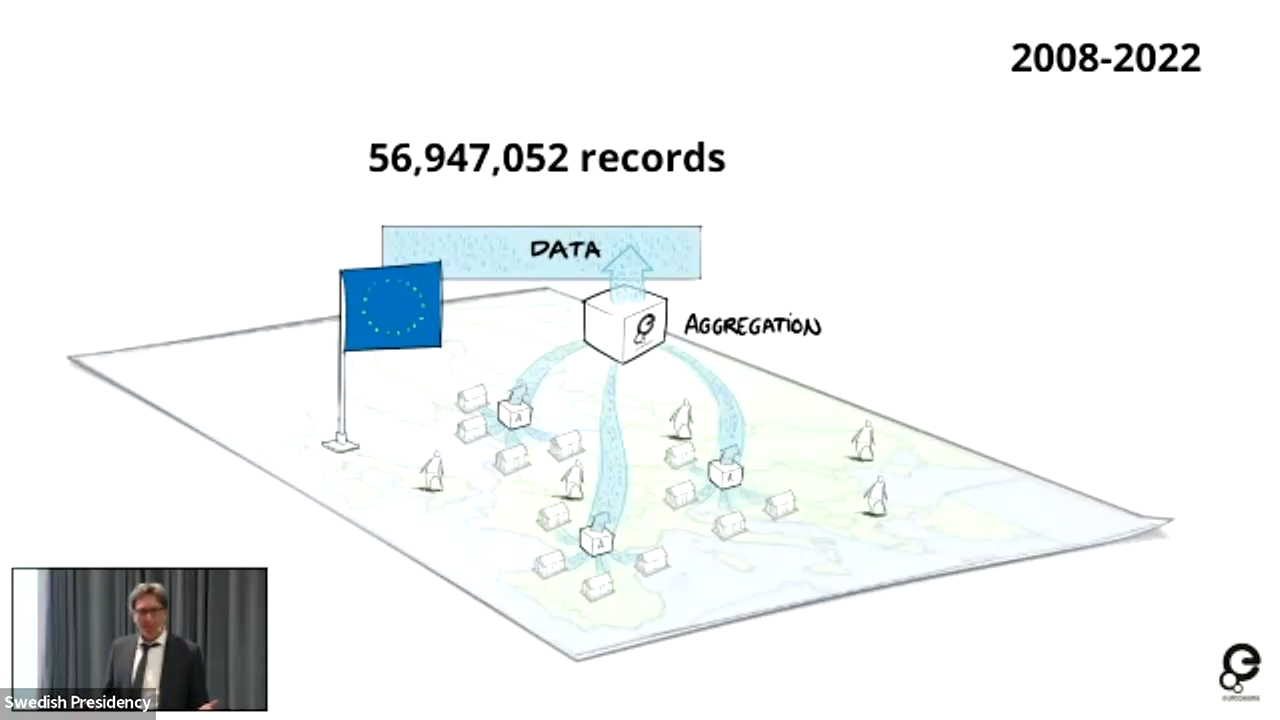 2008-2022
56,947,052 records
DATA
AGGREGATION
A
A
A
Swedish Presidency